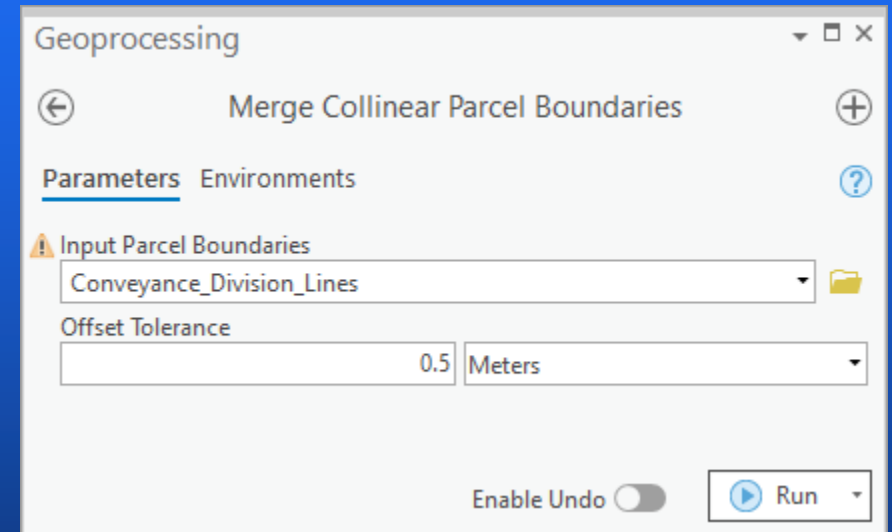 Geoprocessing
Merge Collinear Parcel Boundaries
Parameters Environments
Input Parcel Boundaries
Conveyance_Division_Lines
Offset Tolerance
0.5 Meters
Enable Undo Run